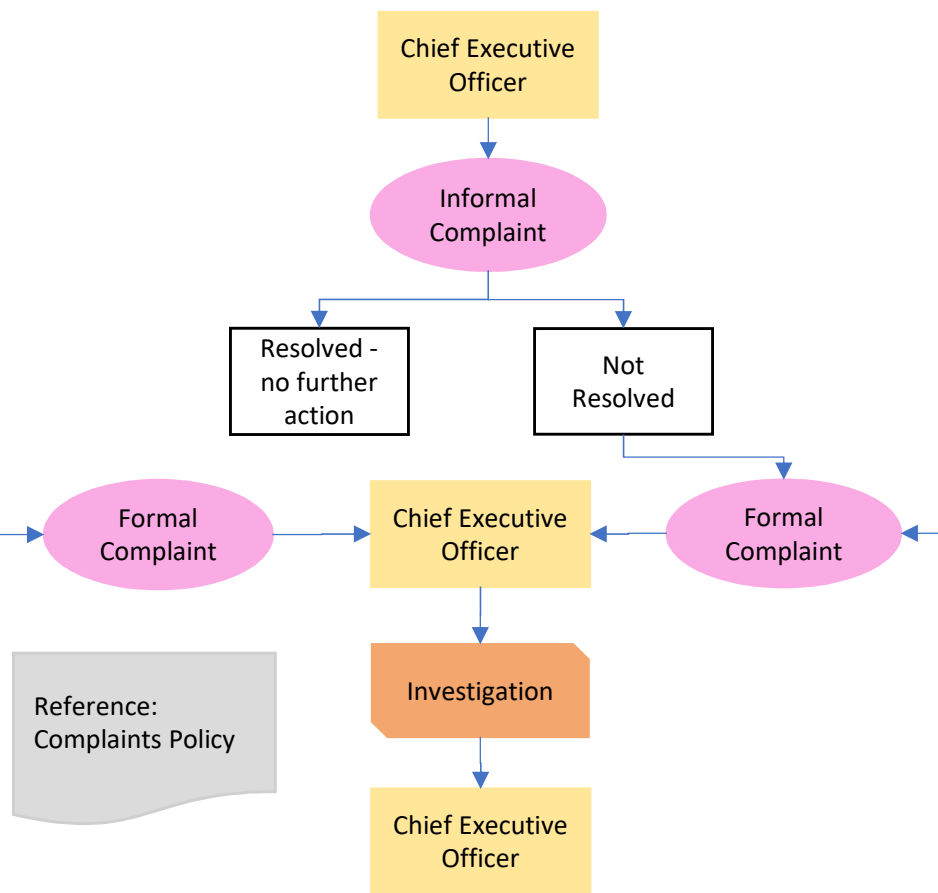 Chief Executive
Officer
Informal
Complaint
Resolved -
no further
action
Not
Resolved
Formal
Complaint
Chief Executive
Officer
Formal
Complaint
Investigation
Reference:
Complaints Policy
Chief Executive
Officer